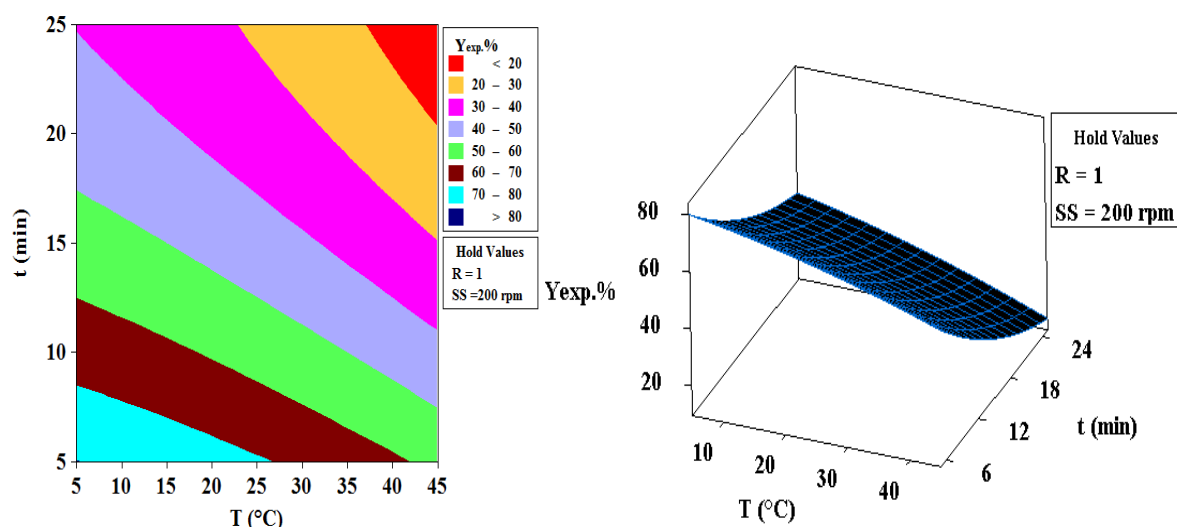 25
20
15
10
5
t (min)
5 10 15 20 25 30 35 40 45
T (°C)
Yexp.%
< 20
20 – 30
30 – 40
40 – 50
50 – 60
60 – 70
70 – 80
> 80
Hold Values
R = 1
SS =200 rpm
Yexp.%
80
60
40
20
10 20 30 40
T (°C)
6 12 18 24
t (min)
Hold Values
R = 1
SS = 200 rpm